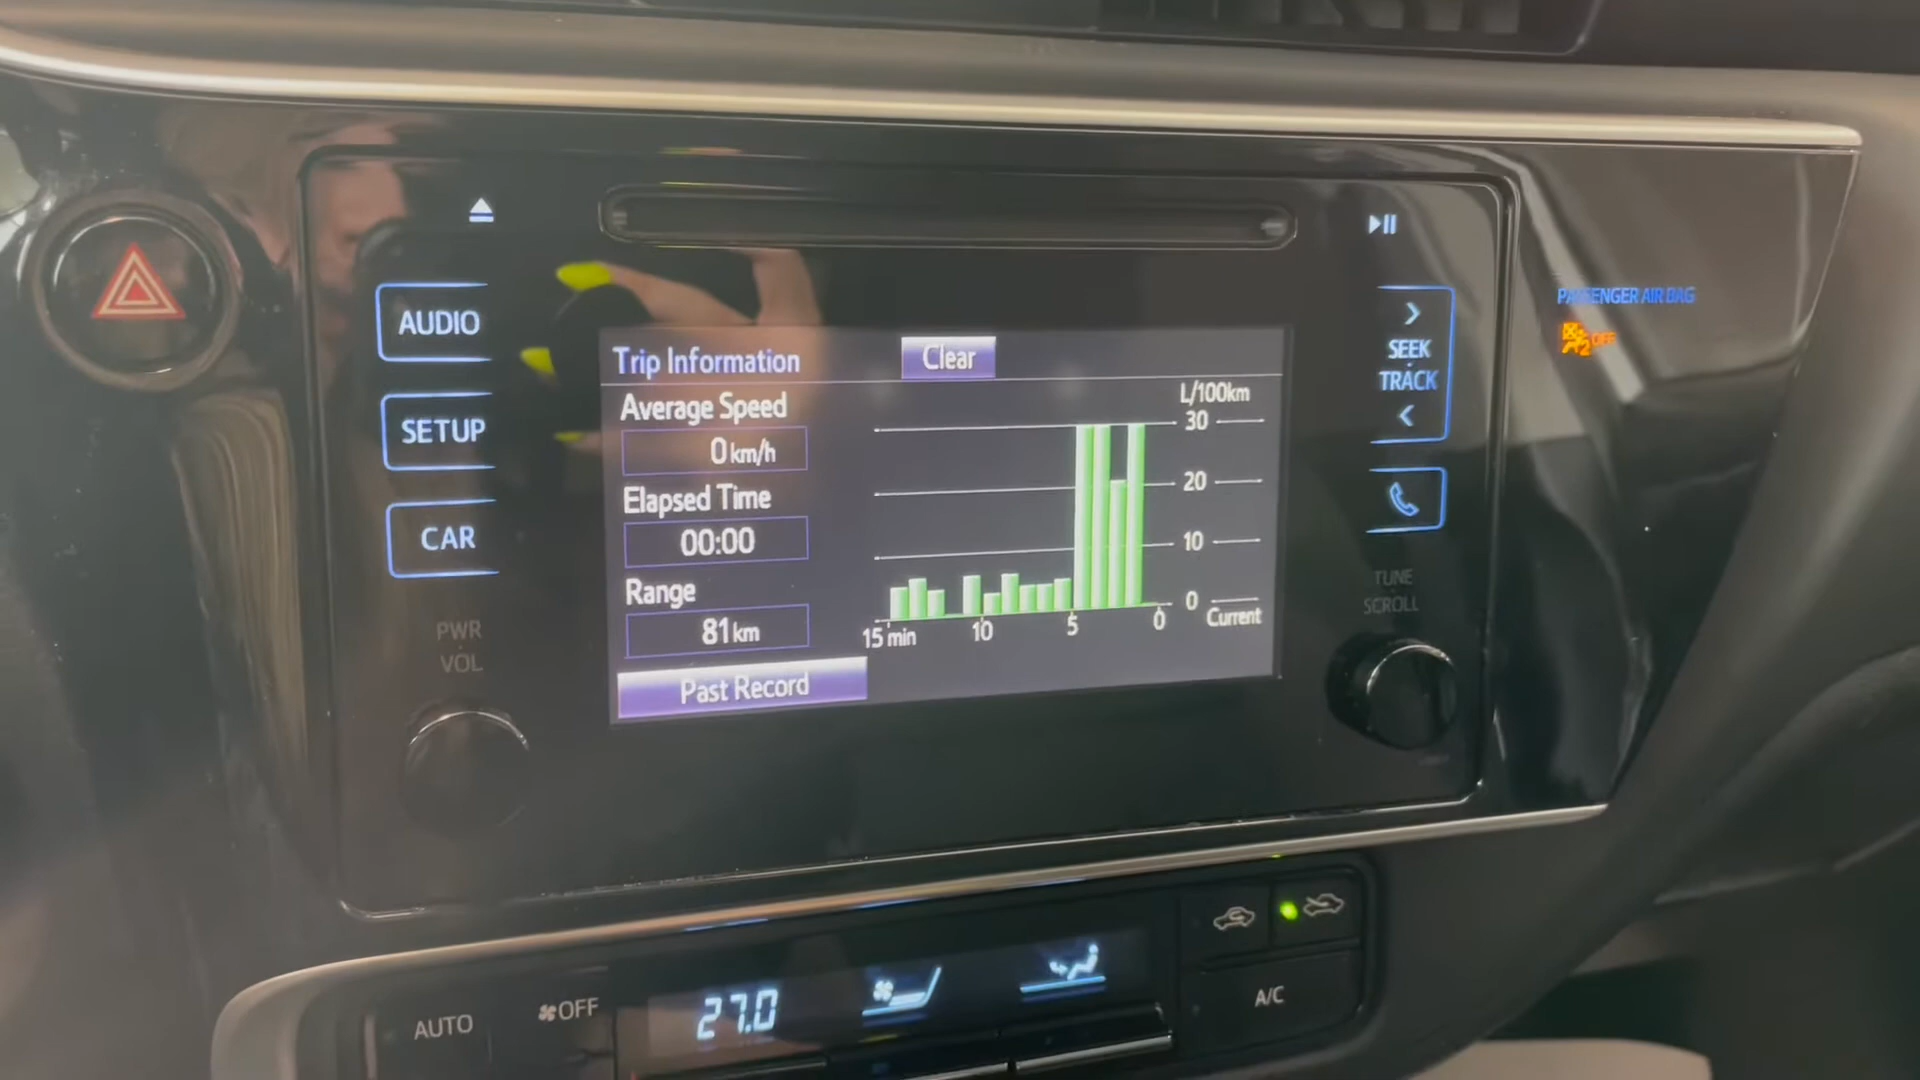 AUDIO
SETUP
CAR
PWR
VOL
Trip Information
Clear
Average Speed
0 km/h
Elapsed Time
00:00
Range
81 km
Past Record
L/100km
30
20
10
0
15 min
10
5
0
Current
SEEK
TRACK
TUNE
SCROLL
PASSENGER AIR BAG
2 OFF
AUTO
OFF
27.0
A/C